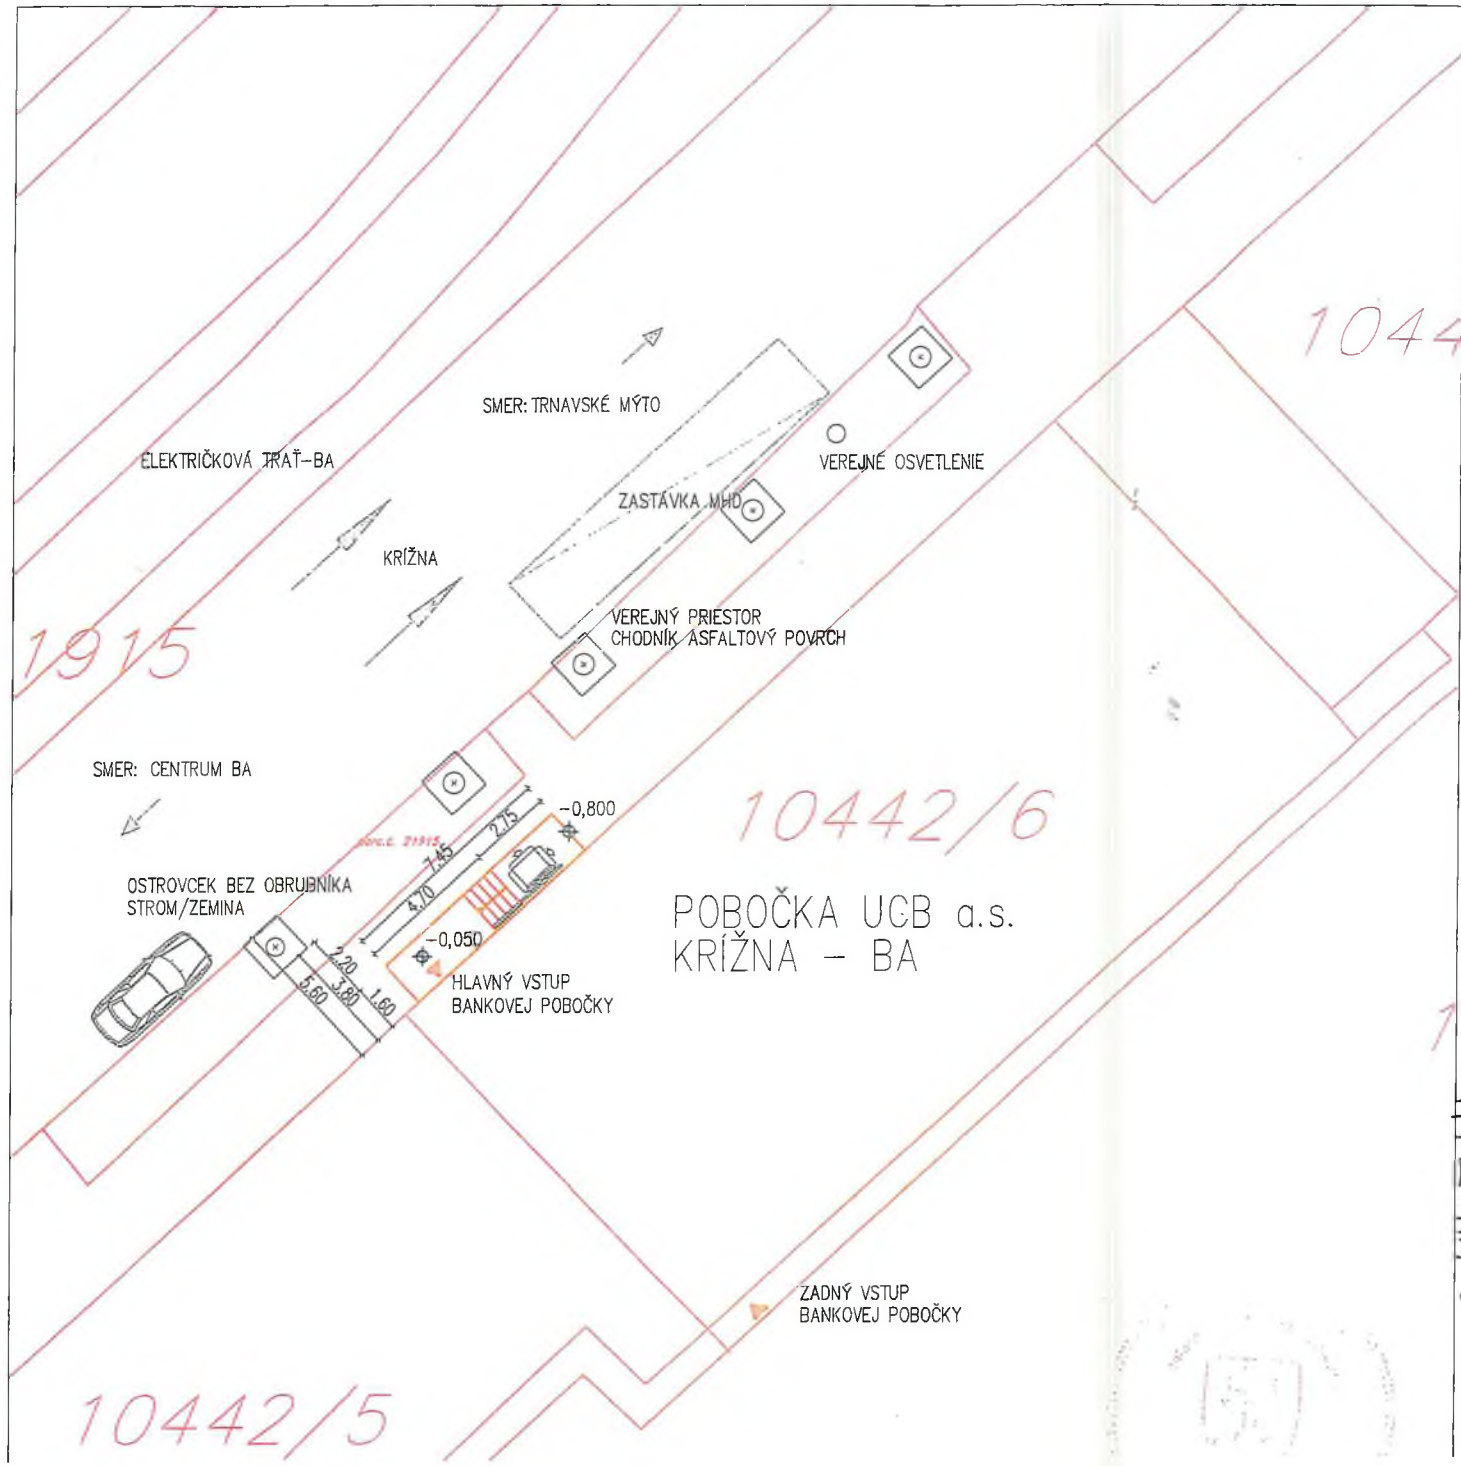 1044
SMER: TRNAVSKÉ MÝTO
ELEKTRIČKOVÁ TRAŤ-BA
VEREJNÉ OSVETLENIE
ZASTÁVKA MHD
KRÍŽNA
VEREJNÝ PRIESTOR
CHODNÍK ASFALTOVÝ POVRCH
1915
SMER: CENTRUM BA
-0,800
10442/6
2.75
parc.č. 21915
7.45
4.70
OSTROVCEK BEZ OBRUBNÍKA
STROM/ZEMINA
POBOČKA UCB a.s.
KRÍŽNA – BA
-0,050
2.20
3.80
1.60
5.60
HLAVNÝ VSTUP
BANKOVEJ POBOČKY
1
ZADNÝ VSTUP
BANKOVEJ POBOČKY
10442/5